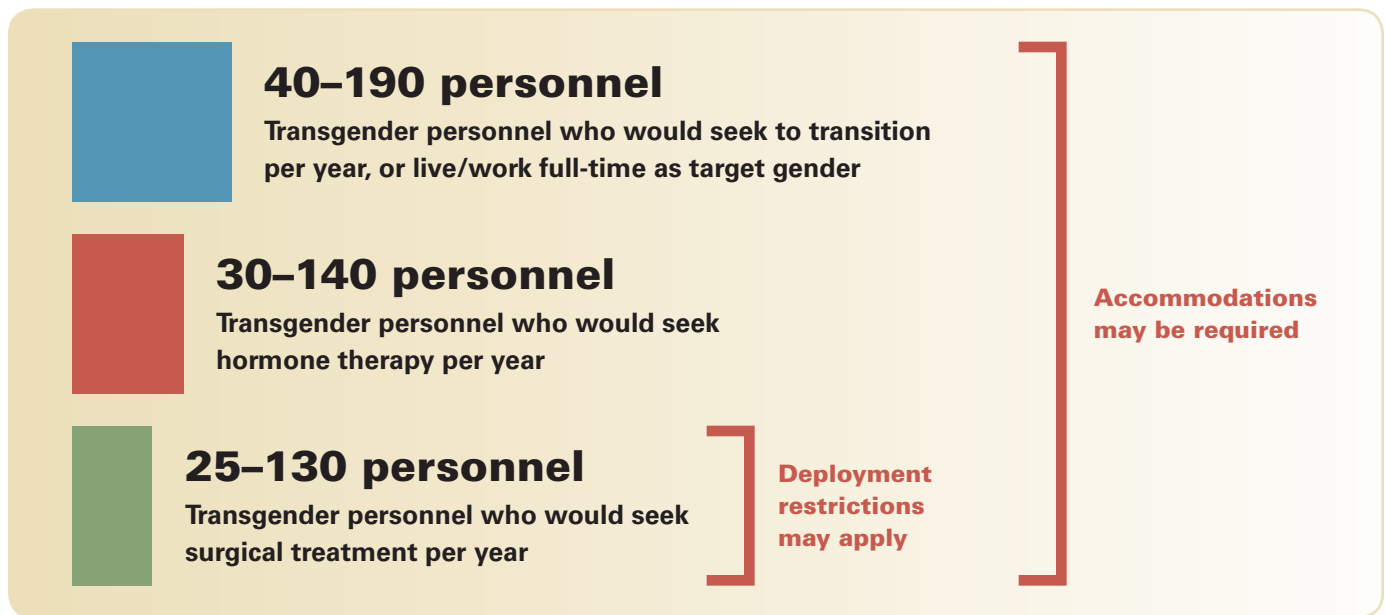 40–190 personnel
Transgender personnel who would seek to transition
per year, or live/work full-time as target gender
30–140 personnel
Transgender personnel who would seek
hormone therapy per year
25–130 personnel
Transgender personnel who would seek
surgical treatment per year
Deployment
restrictions
may apply
Accommodations
may be required